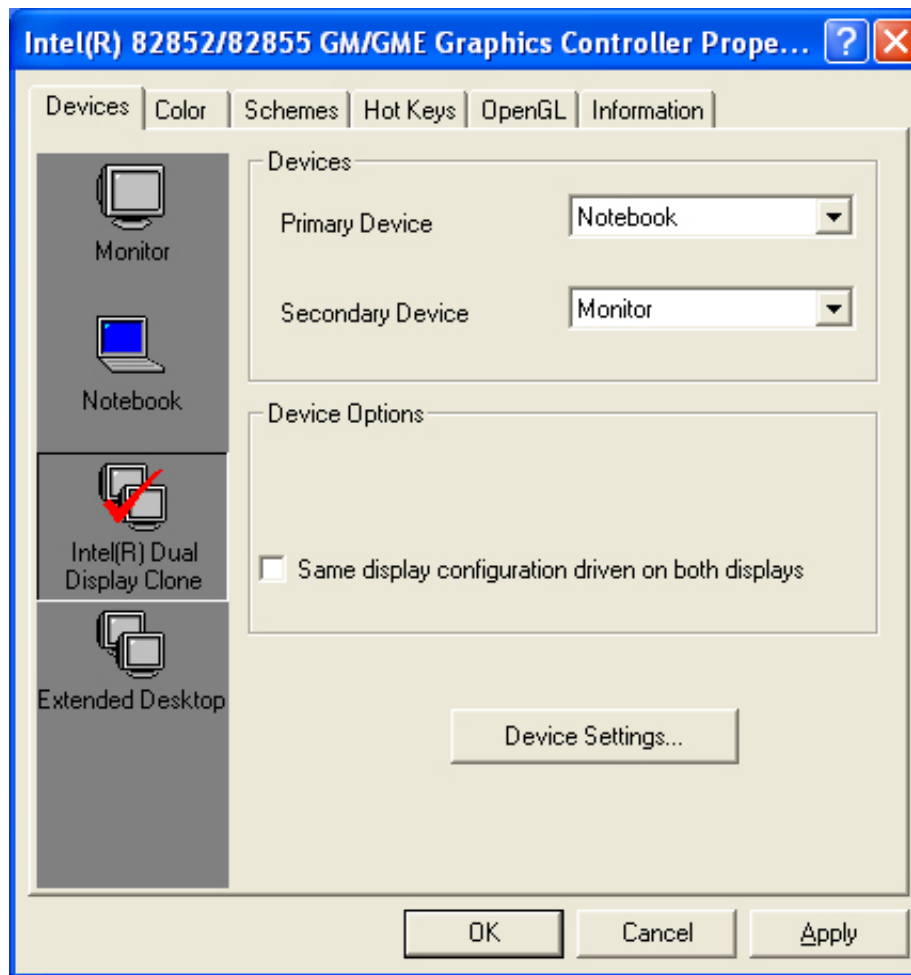 Intel(R) 82852/82855 GM/GME Graphics Controller Prope...
Devices Color Schemes Hot Keys OpenGL Information
Monitor
Notebook
Intel(R) Dual
Display Clone
Extended Desktop
Devices
Primary Device Notebook
Secondary Device Monitor
Device Options
Same display configuration driven on both displays
Device Settings...
OK Cancel Apply